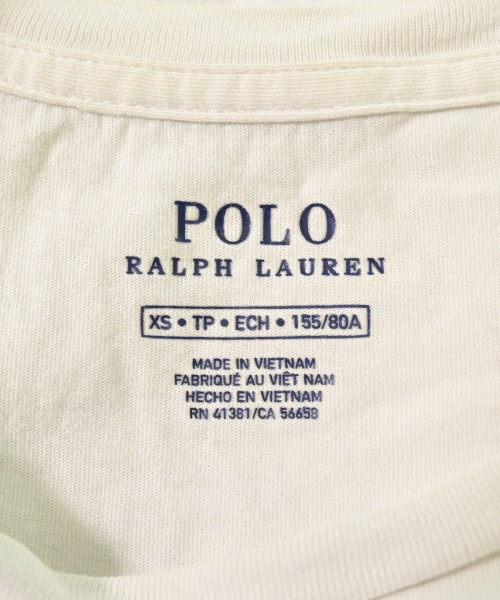 POLO
RALPH LAUREN
XS • TP • ECH • 155/80A
MADE IN VIETNAM
FABRIQUÉ AU VIÊT NAM
HECHO EN VIETNAM
RN 41381/CA 56658